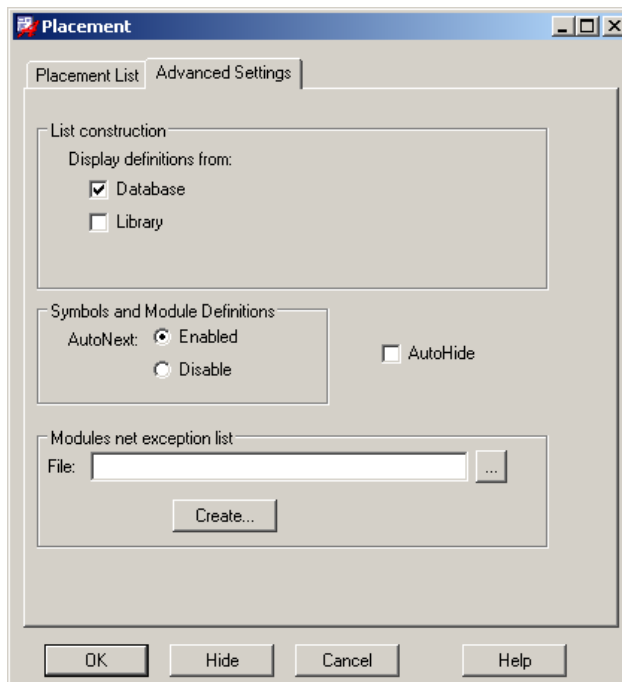 Placement
Placement List Advanced Settings
List construction
Display definitions from:
Database
Library
Symbols and Module Definitions
AutoNext: Enabled
Disable
AutoHide
Modules net exception list
File:
...
Create...
OK Hide Cancel Help